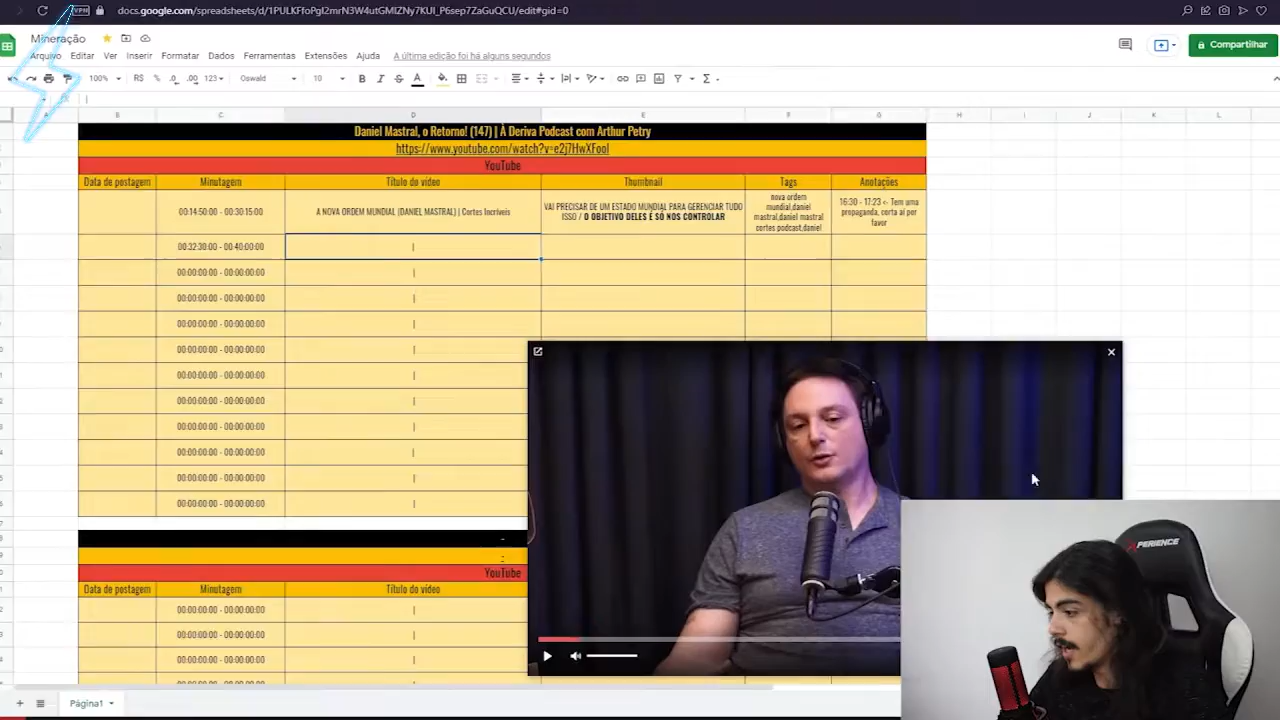 VPN
docs.google.com/spreadsheets/d/1PULKFfoPgI2mrN3W4utGMIZNy7KUI_P6sep7ZaGuQCU/edit#gid=0
Mineração
Arquivo Editar Ver Inserir Formatar Dados Ferramentas Extensões Ajuda A última edição foi há alguns segundos
Compartilhar
100% R$ % .0 .00 123 Oswald 10 B I S A
A B C D E F G H I J K L
Daniel Mastral, o Retorno! (147) | À Deriva Podcast com Arthur Petry
https://www.youtube.com/watch?v=e2j7HwXFooI
YouTube
Data de postagem Minutagem Título do vídeo Thumbnail Tags Anotações
00:14:50:00 - 00:30:15:00
A NOVA ORDEM MUNDIAL (DANIEL MASTRAL) | Cortes Incríveis
VAI PRECISAR DE UM ESTADO MUNDIAL PARA GERENCIAR TUDO
ISSO / O OBJETIVO DELES É SÓ NOS CONTROLAR
nova ordem
mundial,daniel
mastral,daniel mastral
cortes podcast,daniel
16:30 - 17:23 <- Tem uma
propaganda, corta aí por
favor
00:32:30:00 - 00:40:00:00 |
00:00:00:00 - 00:00:00:00 |
00:00:00:00 - 00:00:00:00 |
00:00:00:00 - 00:00:00:00 |
00:00:00:00 - 00:00:00:00 |
00:00:00:00 - 00:00:00:00 |
00:00:00:00 - 00:00:00:00 |
00:00:00:00 - 00:00:00:00 |
00:00:00:00 - 00:00:00:00 |
00:00:00:00 - 00:00:00:00 |
00:00:00:00 - 00:00:00:00 |
-
-
YouTube
Data de postagem Minutagem Título do vídeo
00:00:00:00 - 00:00:00:00 |
00:00:00:00 - 00:00:00:00 |
00:00:00:00 - 00:00:00:00 |
XPERIENCE
Página1